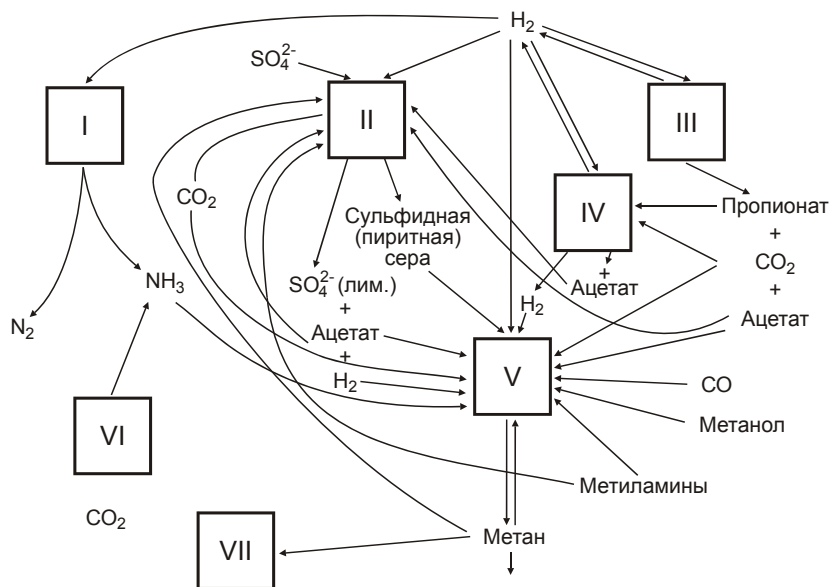 H₂
SO₄²⁻
I
II
III
CO₂
IV
Пропионат
+
CO₂
+
Ацетат
Сульфидная
(пиритная)
сера
NH₃
SO₄²⁻ (лим.)
+
Ацетат
+
H₂
+
Ацетат
H₂
N₂
V
CO
Метанол
VI
Метиламины
CO₂
VII
Метан